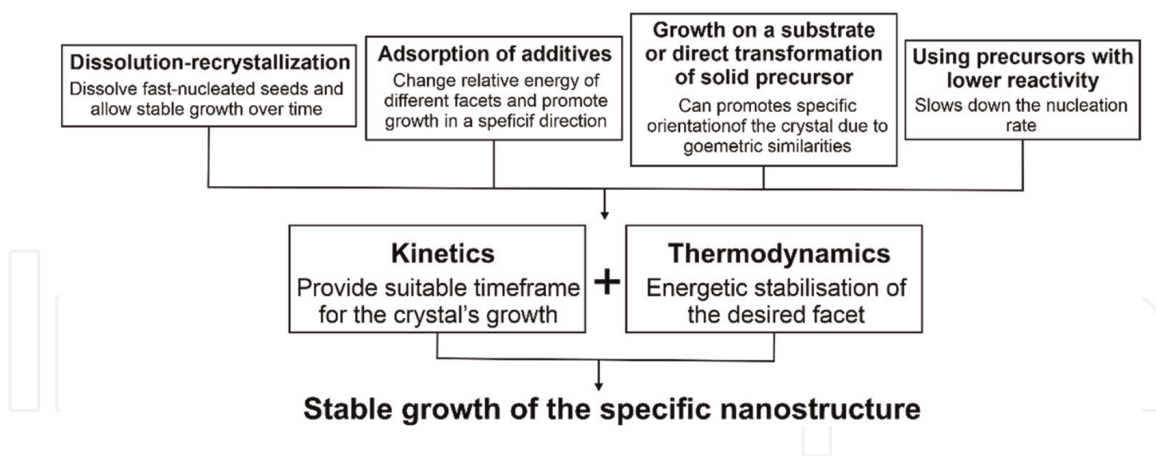 Dissolution-recrystallization
Dissolve fast-nucleated seeds and
allow stable growth over time
Adsorption of additives
Change relative energy of
different facets and promote
growth in a speficif direction
Growth on a substrate
or direct transformation
of solid precursor
Can promotes specific
orientationof the crystal due to
goemetric similarities
Using precursors with
lower reactivity
Slows down the nucleation
rate
Kinetics
Provide suitable timeframe
for the crystal's growth
+
Thermodynamics
Energetic stabilisation of
the desired facet
Stable growth of the specific nanostructure